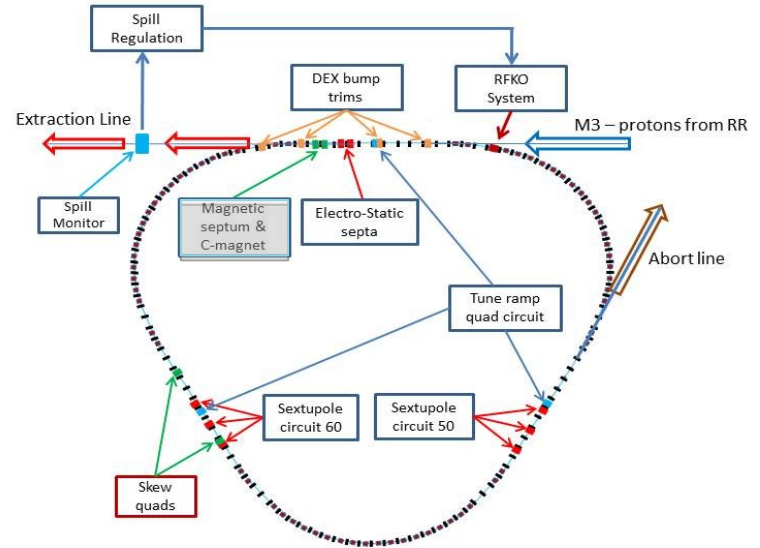 Spill
Regulation
DEX bump
trims
RFKO
System
Extraction Line
M3 – protons from RR
Spill
Monitor
Magnetic
septum &
C-magnet
Electro-Static
septa
Abort line
Tune ramp
quad circuit
Sextupole
circuit 60
Sextupole
circuit 50
Skew
quads